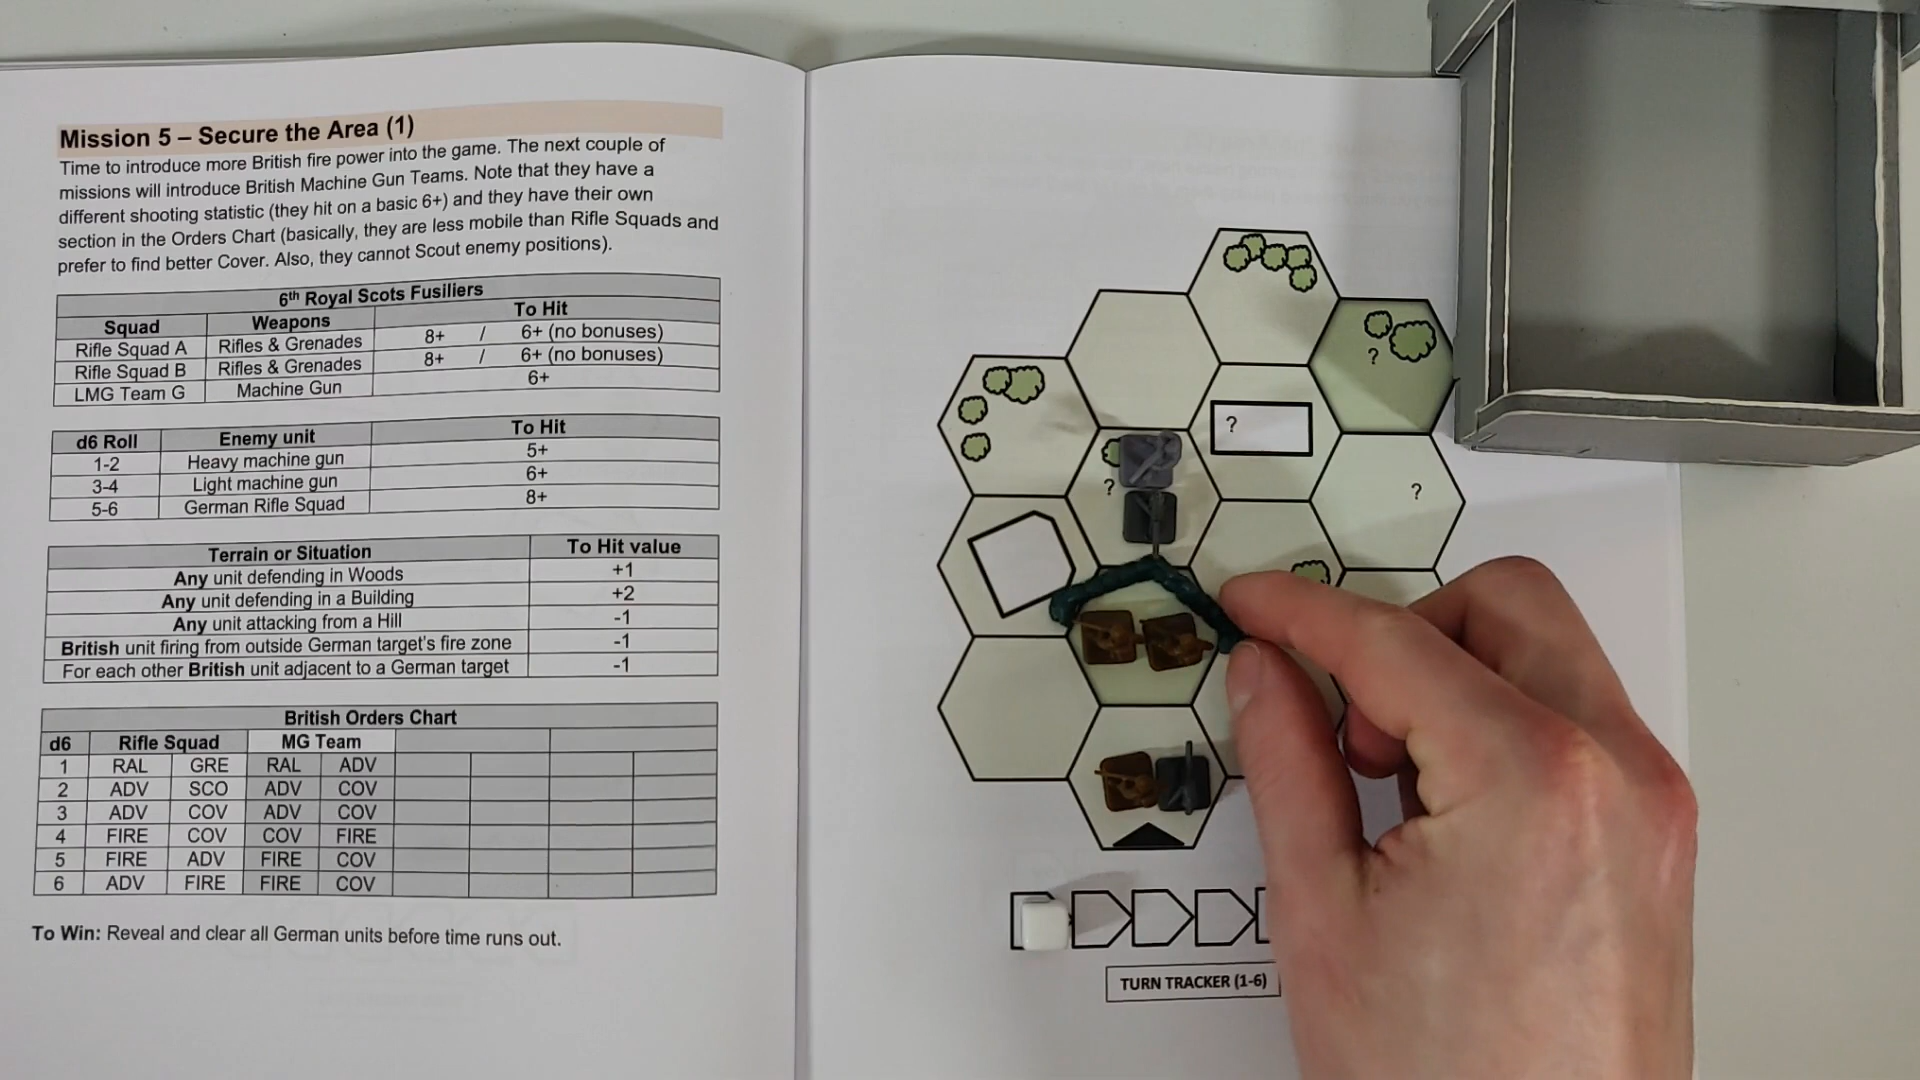 Mission 5 – Secure the Area (1)
Time to introduce more British fire power into the game. The next couple of
missions will introduce British Machine Gun Teams. Note that they have a
different shooting statistic (they hit on a basic 6+) and they have their own
section in the Orders Chart (basically, they are less mobile than Rifle Squads and
prefer to find better Cover. Also, they cannot Scout enemy positions).
6th Royal Scots Fusiliers
Squad Weapons To Hit
Rifle Squad A Rifles & Grenades 8+ / 6+ (no bonuses)
Rifle Squad B Rifles & Grenades 8+ / 6+ (no bonuses)
LMG Team G Machine Gun 6+
d6 Roll Enemy unit To Hit
1-2 Heavy machine gun 5+
3-4 Light machine gun 6+
5-6 German Rifle Squad 8+
Terrain or Situation To Hit value
Any unit defending in Woods +1
Any unit defending in a Building +2
Any unit attacking from a Hill -1
British unit firing from outside German target's fire zone -1
For each other British unit adjacent to a German target -1
British Orders Chart
d6 Rifle Squad MG Team
1 RAL GRE RAL ADV
2 ADV SCO ADV COV
3 ADV COV ADV COV
4 FIRE COV COV FIRE
5 FIRE ADV FIRE COV
6 ADV FIRE FIRE COV
To Win: Reveal and clear all German units before time runs out.
?
?
?
?
TURN TRACKER (1-6)